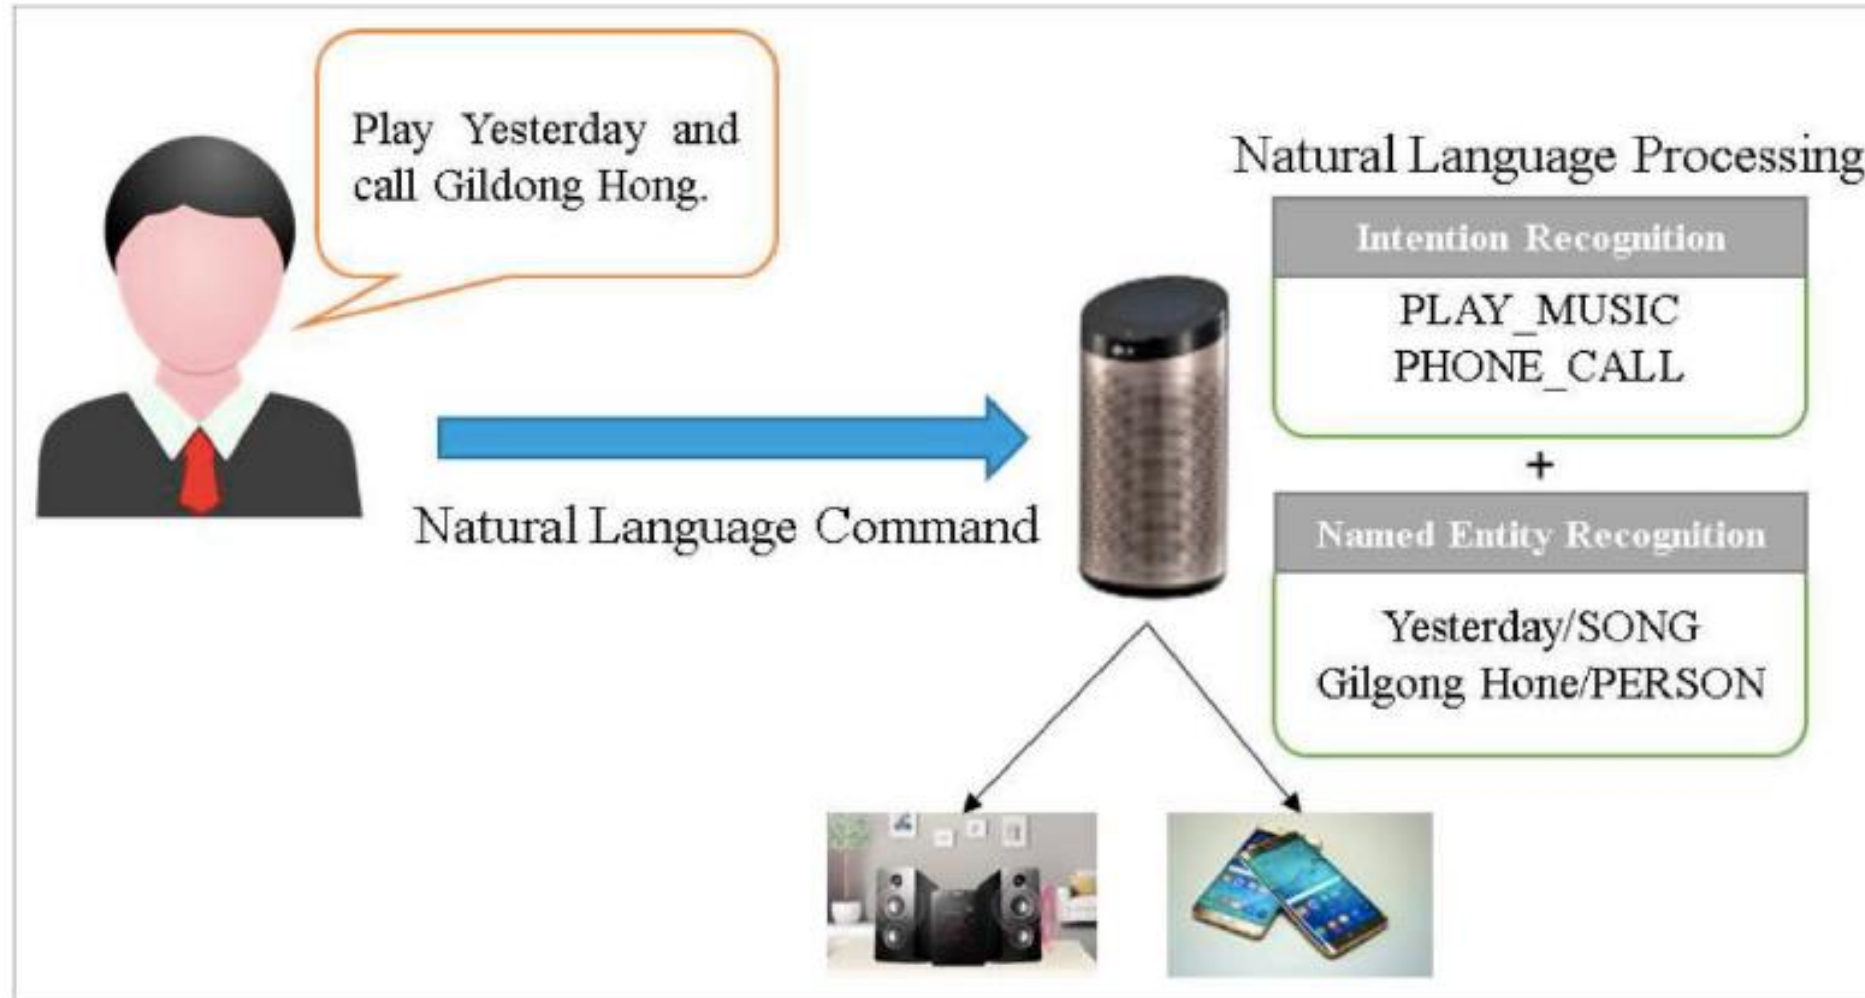 Play Yesterday and
call Gildong Hong.
Natural Language Processing
Intention Recognition
PLAY_MUSIC
PHONE_CALL
+
Named Entity Recognition
Yesterday/SONG
Gilgong Hone/PERSON
Natural Language Command